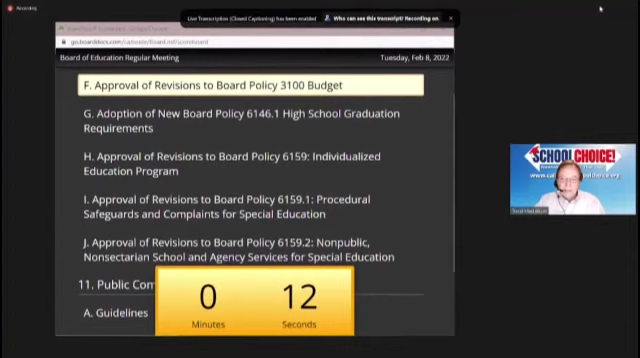 Recording
Live Transcription (Closed Captioning) has been enabled
Who can see this transcript? Recording on
Board of Education Regular Meeting
Tuesday, Feb 8, 2022
F. Approval of Revisions to Board Policy 3100 Budget
G. Adoption of New Board Policy 6146.1 High School Graduation
Requirements
H. Approval of Revisions to Board Policy 6159: Individualized
Education Program
I. Approval of Revisions to Board Policy 6159.1: Procedural
Safeguards and Complaints for Special Education
J. Approval of Revisions to Board Policy 6159.2: Nonpublic,
Nonsectarian School and Agency Services for Special Education
11. Public Com
A. Guidelines
0
12
Minutes
Seconds
SCHOOL CHOICE!